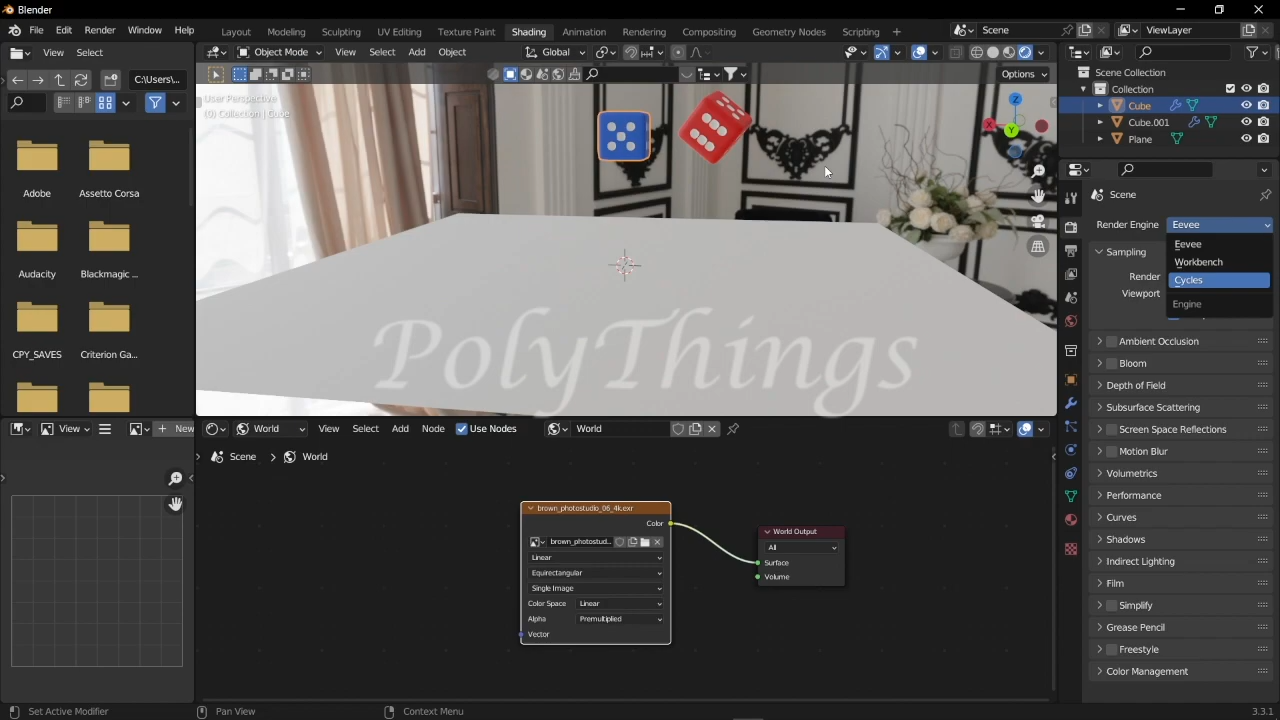 Blender
File Edit Render Window Help
Layout Modeling Sculpting UV Editing Texture Paint Shading Animation Rendering Compositing Geometry Nodes Scripting +
Scene
ViewLayer
View Select
Object Mode View Select Add Object
Global
C:\Users\...
Options
User Perspective
(0) Collection | Cube
Z
Y
Adobe
Assetto Corsa
Audacity
Blackmagic ...
CPY_SAVES
Criterion Ga...
PolyThings
Scene Collection
Collection
Cube
Cube.001
Plane
Scene
Render Engine Eevee
Eevee
Workbench
Cycles
Engine
Sampling
Render
Viewport
Ambient Occlusion
Bloom
Depth of Field
Subsurface Scattering
Screen Space Reflections
Motion Blur
Volumetrics
Performance
Curves
Shadows
Indirect Lighting
Film
Simplify
Grease Pencil
Freestyle
Color Management
View
+ New
World View Select Add Node Use Nodes World
Scene > World
brown_photostudio_06_4k.exr
Color
brown_photostud...
Linear
Equirectangular
Single Image
Color Space Linear
Alpha Premultiplied
Vector
World Output
All
Surface
Volume
Set Active Modifier
Pan View
Context Menu
3.3.1